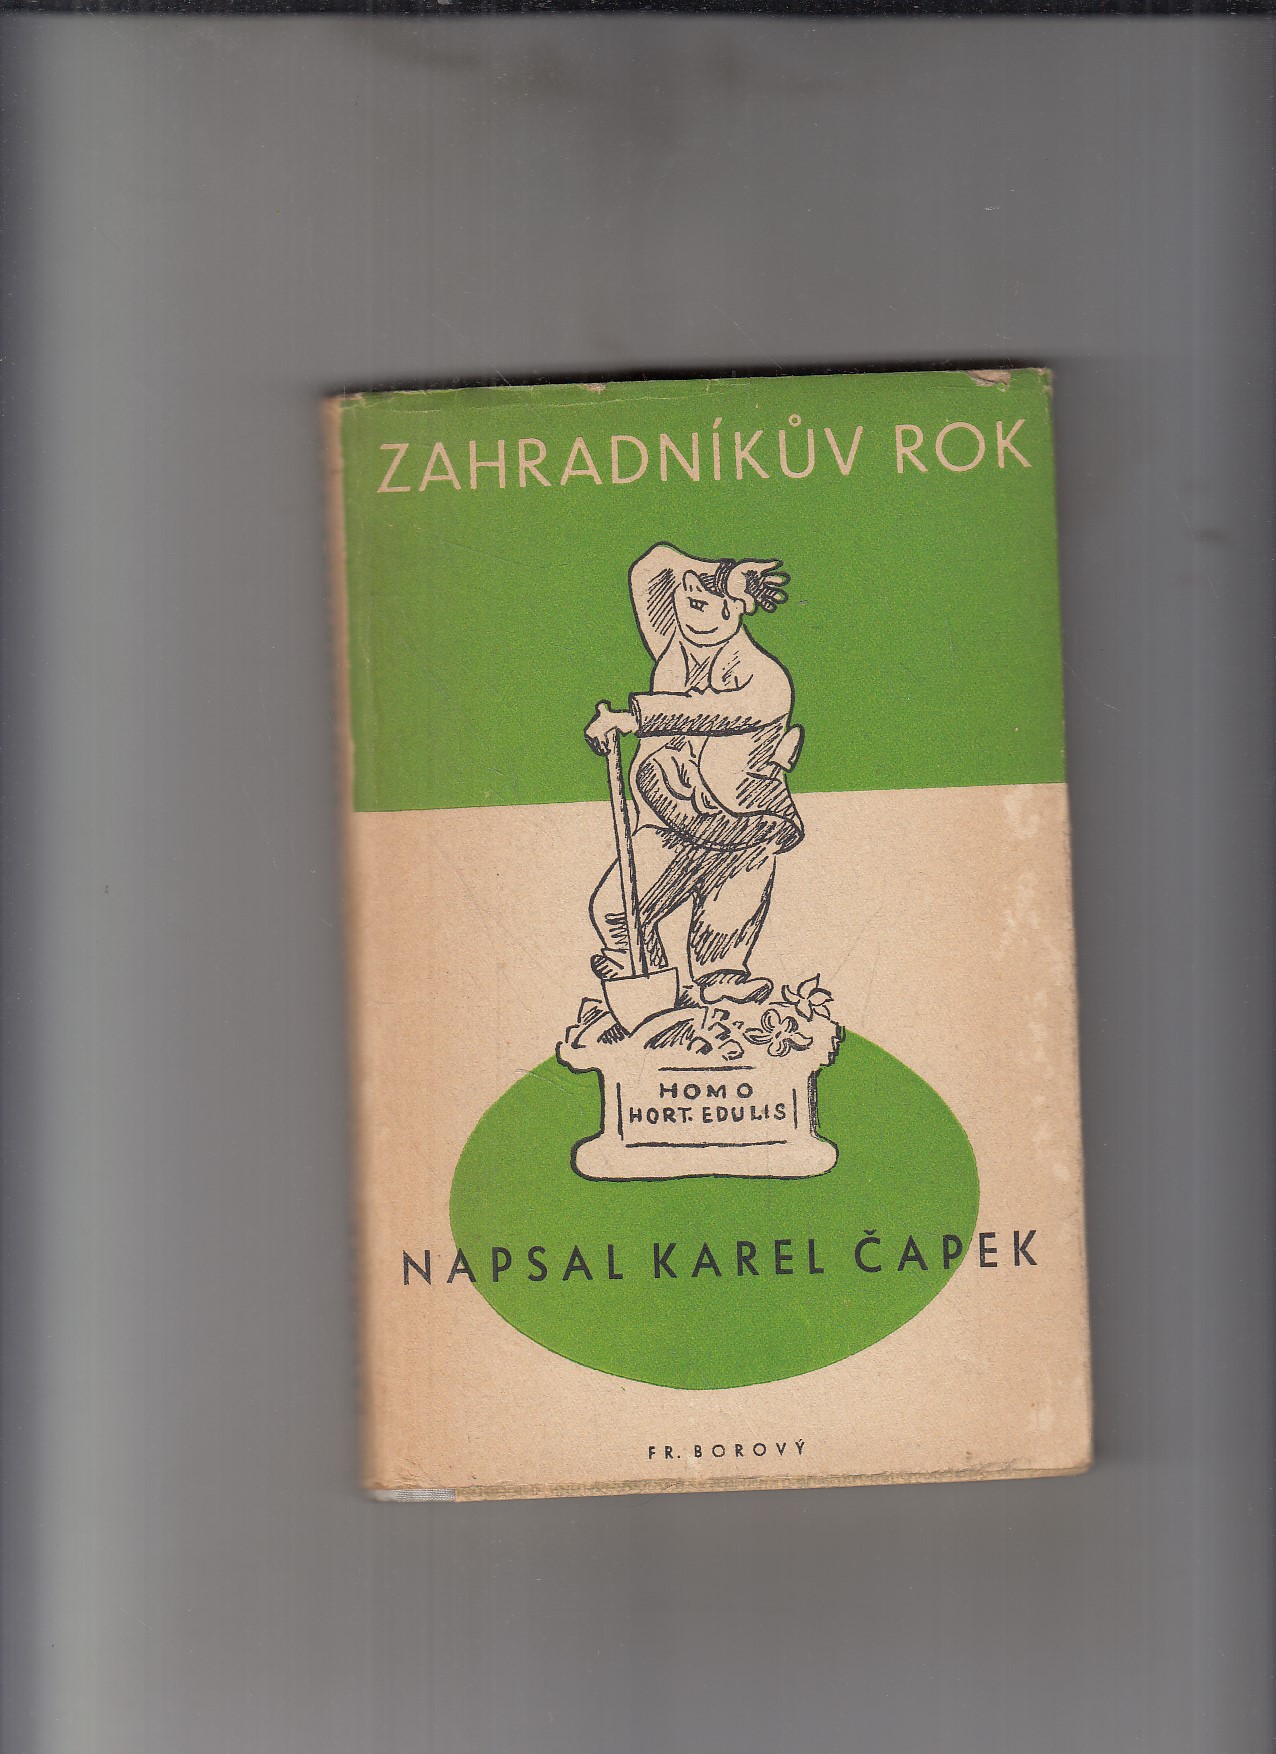 ZAHRADNÍKŮV ROK
HOMO
HORT. EDULIS
NAPSAL KAREL ČAPEK
FR. BOROVÝ